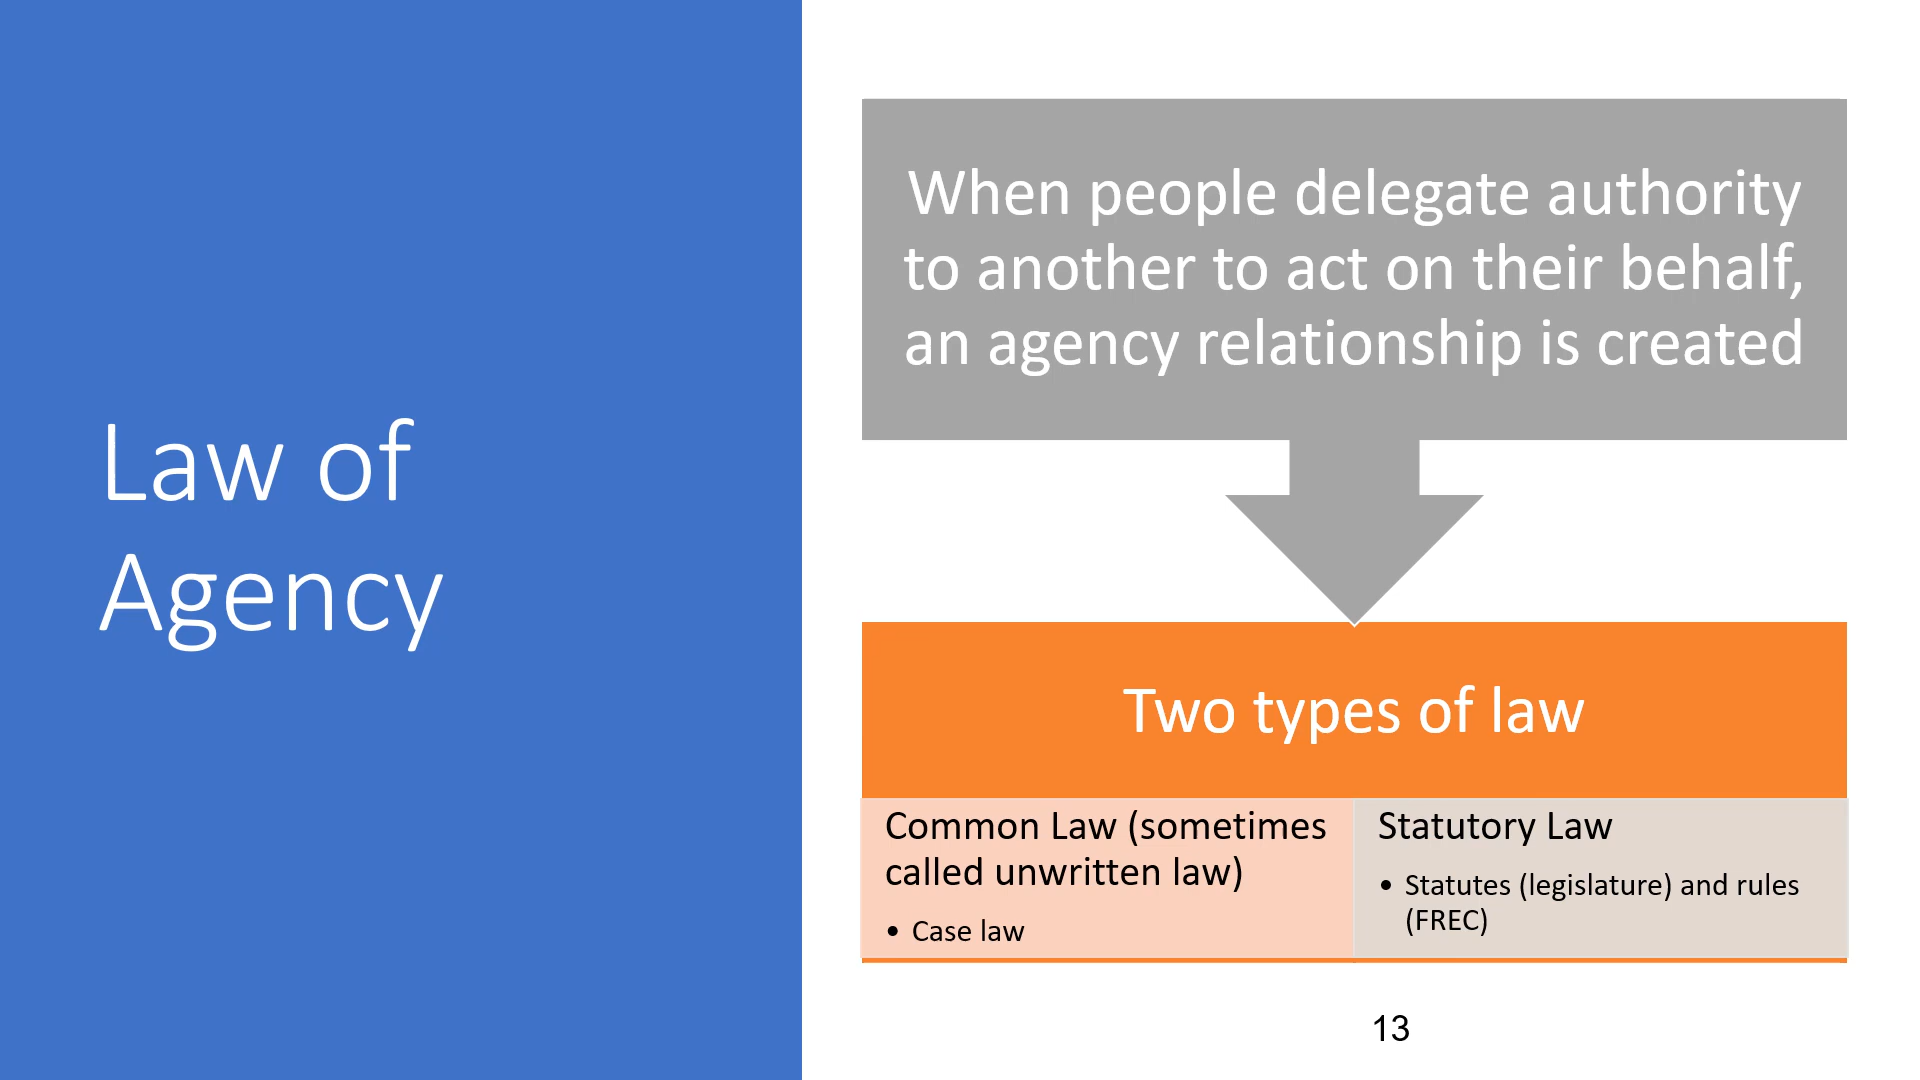 Law of
Agency
When people delegate authority
to another to act on their behalf,
an agency relationship is created
Two types of law
Common Law (sometimes
called unwritten law)
• Case law
Statutory Law
• Statutes (legislature) and rules
(FREC)
13